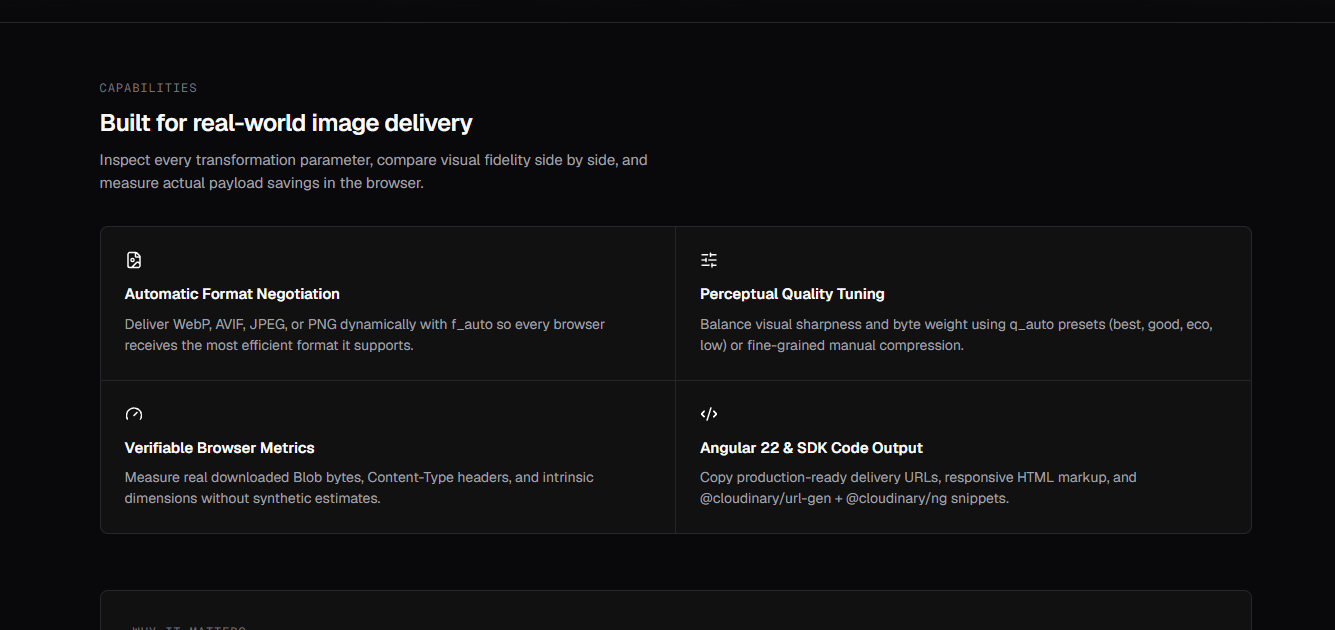 CAPABILITIES
Built for real-world image delivery
Inspect every transformation parameter, compare visual fidelity side by side, and
measure actual payload savings in the browser.
Automatic Format Negotiation
Deliver WebP, AVIF, JPEG, or PNG dynamically with f_auto so every browser
receives the most efficient format it supports.
Perceptual Quality Tuning
Balance visual sharpness and byte weight using q_auto presets (best, good, eco,
low) or fine-grained manual compression.
Verifiable Browser Metrics
Measure real downloaded Blob bytes, Content-Type headers, and intrinsic
dimensions without synthetic estimates.
Angular 22 & SDK Code Output
Copy production-ready delivery URLs, responsive HTML markup, and
@cloudinary/url-gen + @cloudinary/ng snippets.
WHY IT MATTERS